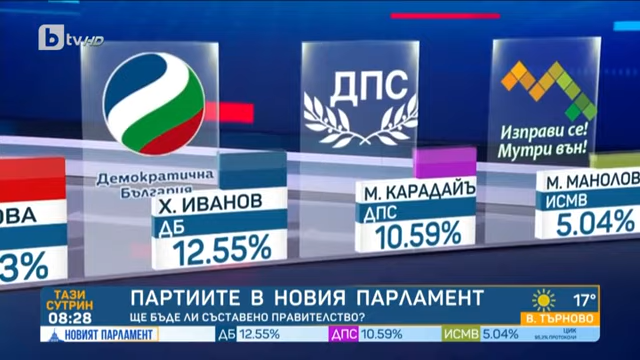 bTV HD
ДПС
Изправи се!
Мутри вън!
Демократична
България
ОВА
3%
Х. ИВАНОВ
ДБ
12.55%
М. КАРАДАЙЪ
ДПС
10.59%
М. МАНОЛОВ
ИСМВ
5.04%
ТАЗИ
СУТРИН
08:28
ПАРТИИТЕ В НОВИЯ ПАРЛАМЕНТ
ЩЕ БЪДЕ ЛИ СЪСТАВЕНО ПРАВИТЕЛСТВО?
17°
В. ТЪРНОВО
НОВИЯТ ПАРЛАМЕНТ
ДБ 12.55% ДПС 10.59% ИСМВ 5.04%
ЦИК